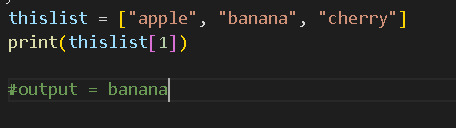 thislist = ["apple", "banana", "cherry"]
print(thislist[1])
#output = banana